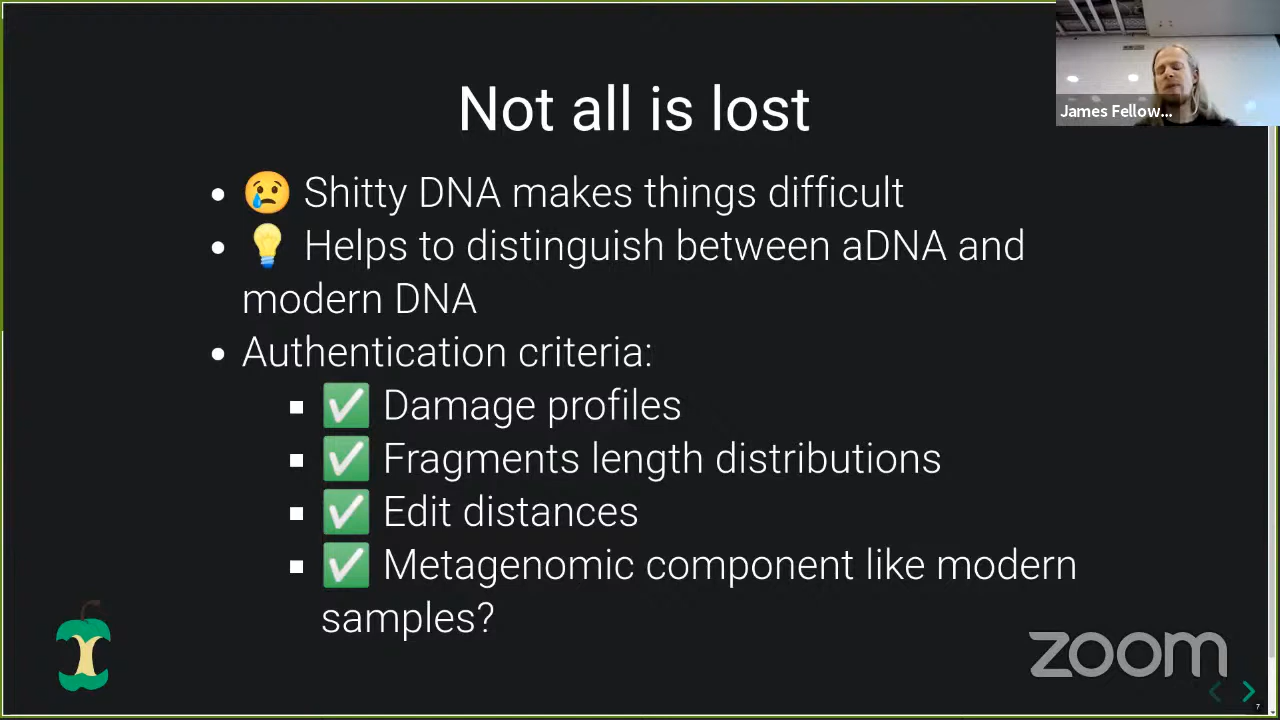 Not all is lost
James Fellow...
😢 Shitty DNA makes things difficult
💡 Helps to distinguish between aDNA and
modern DNA
Authentication criteria:
✅ Damage profiles
✅ Fragments length distributions
✅ Edit distances
✅ Metagenomic component like modern
samples?
zoom
7